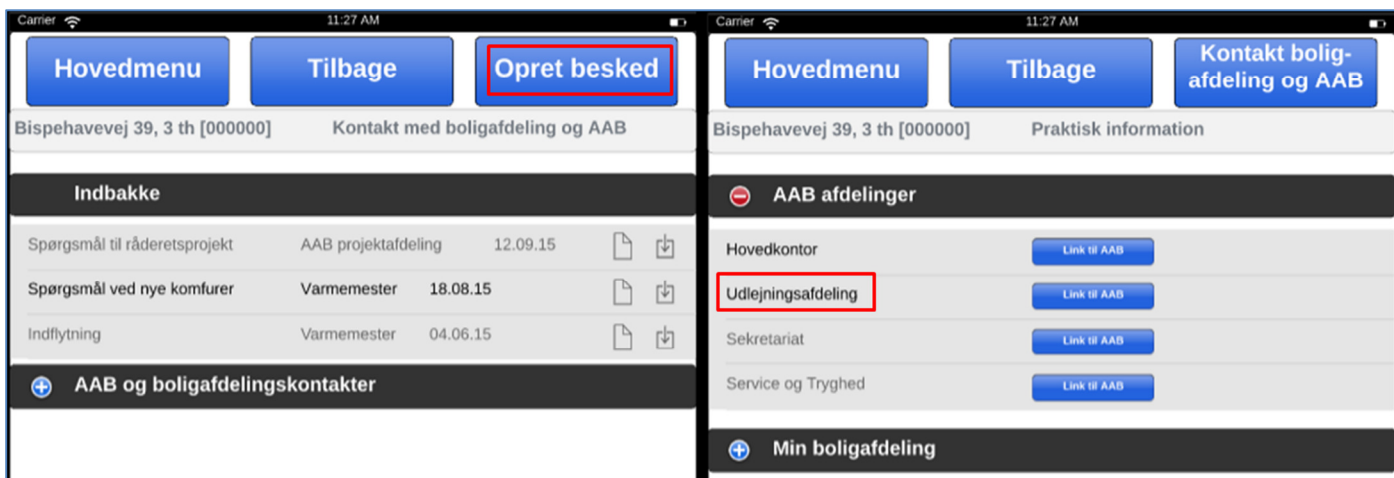 Carrier 11:27 AM
Hovedmenu Tilbage Opret besked
Bispehavevej 39, 3 th [000000] Kontakt med boligafdeling og AAB
Indbakke
Spørgsmål til råderetsprojekt AAB projektafdeling 12.09.15
Spørgsmål ved nye komfurer Varmemester 18.08.15
Indflytning Varmemester 04.06.15
AAB og boligafdelingskontakter
Carrier 11:27 AM
Hovedmenu Tilbage Kontakt bolig-
afdeling og AAB
Bispehavevej 39, 3 th [000000] Praktisk information
AAB afdelinger
Hovedkontor Link til AAB
Udlejningsafdeling Link til AAB
Sekretariat Link til AAB
Service og Tryghed Link til AAB
Min boligafdeling